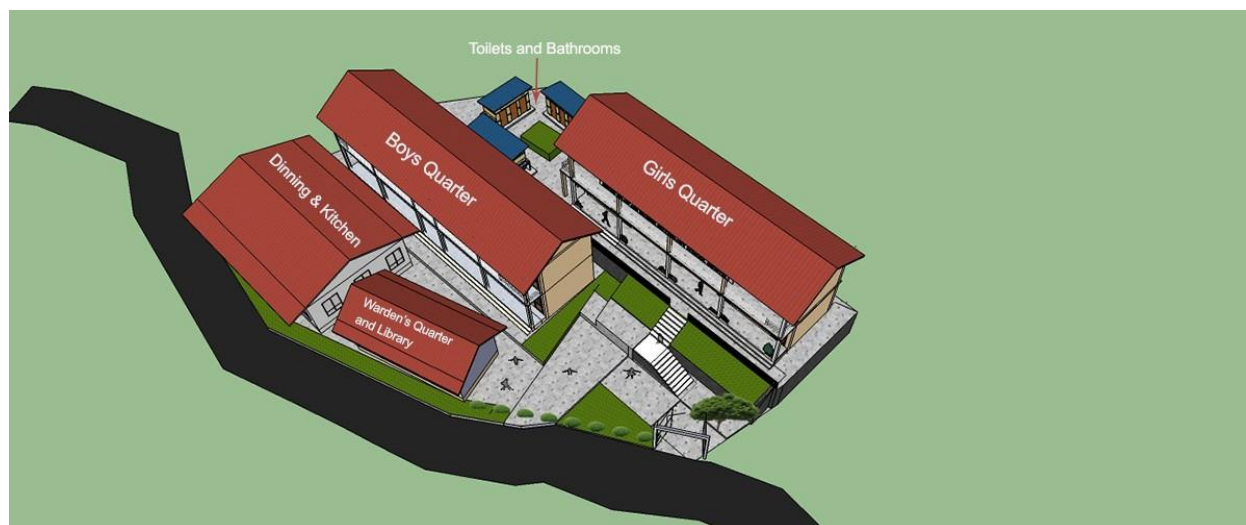 Toilets and Bathrooms
Boys Quarter
Girls Quarter
Dinning & Kitchen
Warden's Quarter
and Library